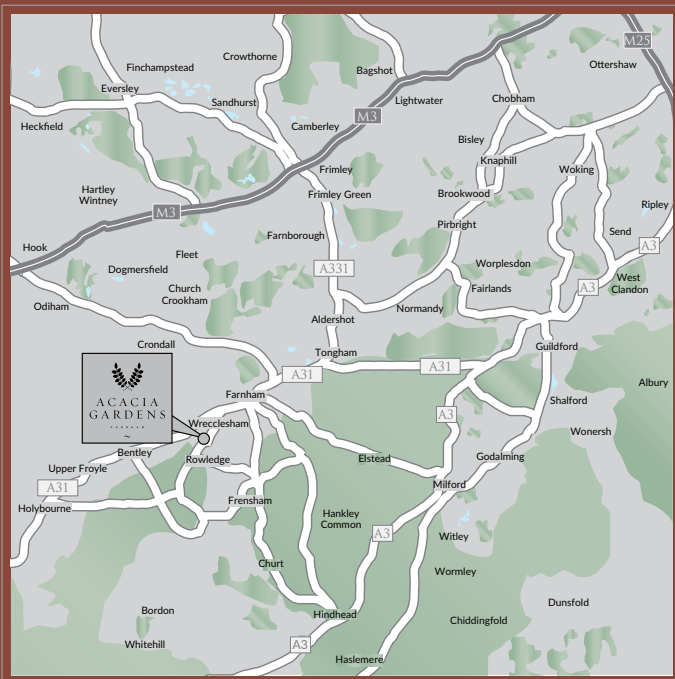 M25
Crowthorne
Finchampstead
Bagshot
Ottershaw
Eversley
Sandhurst
Lightwater
Chobham
M3
Heckfield
Camberley
Bisley
Knaphill
Frimley
Woking
Hartley
Wintney
Frimley Green
Brookwood
Ripley
M3
Pirbright
Send
Farnborough
A3
Hook
Fleet
Dogmersfield
A331
Worplesdon
West
Clandon
Church
Crookham
Fairlands
A3
Odiham
Normandy
Aldershot
Crondall
Tongham
Guildford
A31
A31
Albury
Farnham
ACACIA
GARDENS
Shalford
A3
Wrecclesham
Wonersh
Bentley
Rowledge
Elstead
Godalming
Upper Froyle
A31
Milford
Holybourne
Frensham
Hankley
Common
A3
Witley
Churt
Wormley
Bordon
Hindhead
Dunsfold
Chiddingfold
Whitehill
A3
Haslemere